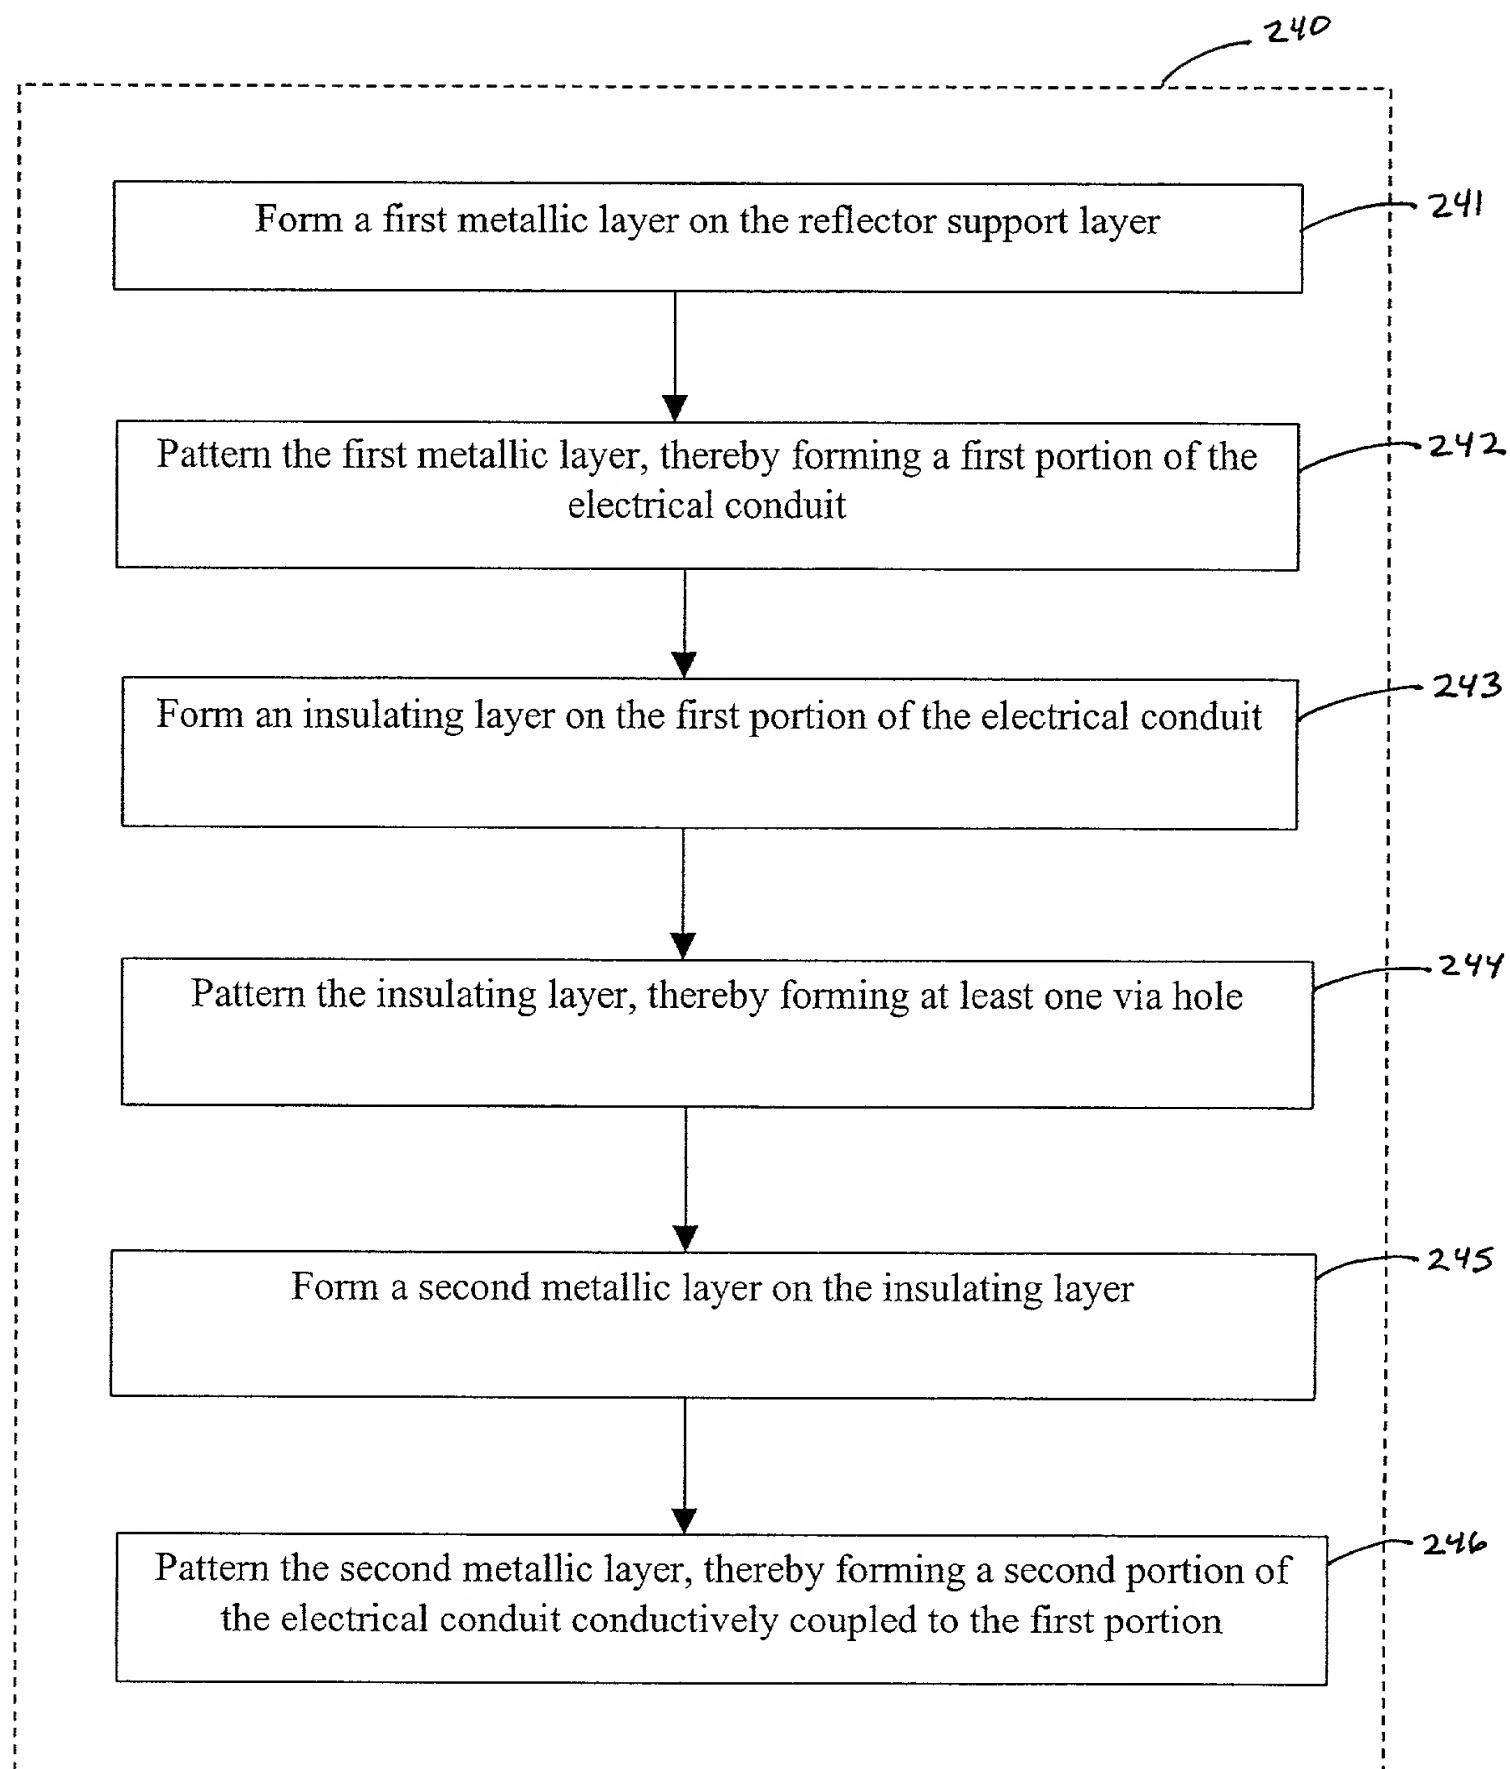 240
Form a first metallic layer on the reflector support layer
241
Pattern the first metallic layer, thereby forming a first portion of the
electrical conduit
242
Form an insulating layer on the first portion of the electrical conduit
243
Pattern the insulating layer, thereby forming at least one via hole
244
Form a second metallic layer on the insulating layer
245
Pattern the second metallic layer, thereby forming a second portion of
the electrical conduit conductively coupled to the first portion
246